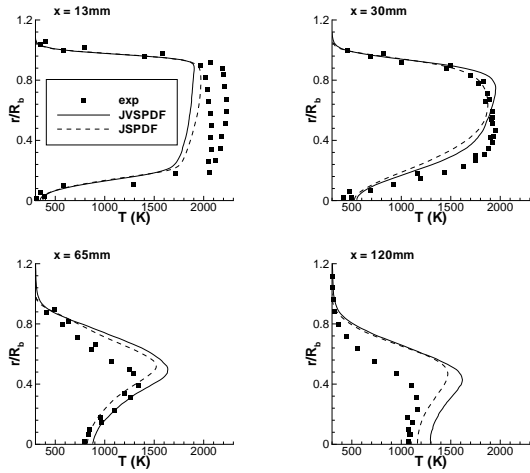 x = 13mm
1.2
0.8
r/R_b
0.4
0
500 1000 1500 2000
T (K)
exp
JVSPDF
JSPDF
x = 30mm
1.2
0.8
r/R_b
0.4
0
500 1000 1500 2000
T (K)
x = 65mm
1.2
0.8
r/R_b
0.4
0
500 1000 1500 2000
T (K)
x = 120mm
1.2
0.8
r/R_b
0.4
0
500 1000 1500 2000
T (K)